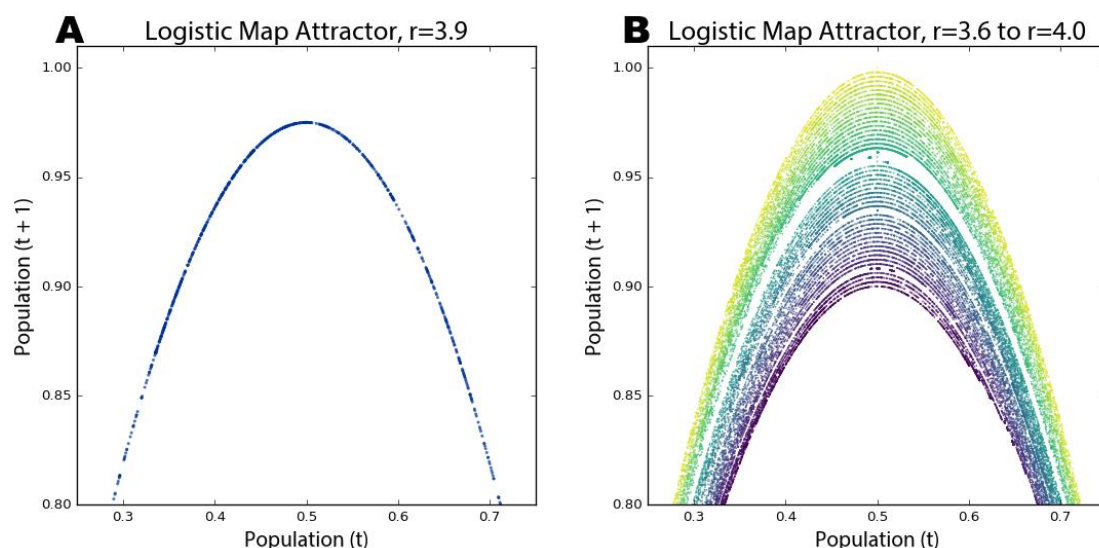 A
Logistic Map Attractor, r=3.9
1.00
0.95
0.90
0.85
0.80
Population (t + 1)
0.3 0.4 0.5 0.6 0.7
Population (t)
B
Logistic Map Attractor, r=3.6 to r=4.0
1.00
0.95
0.90
0.85
0.80
Population (t + 1)
0.3 0.4 0.5 0.6 0.7
Population (t)